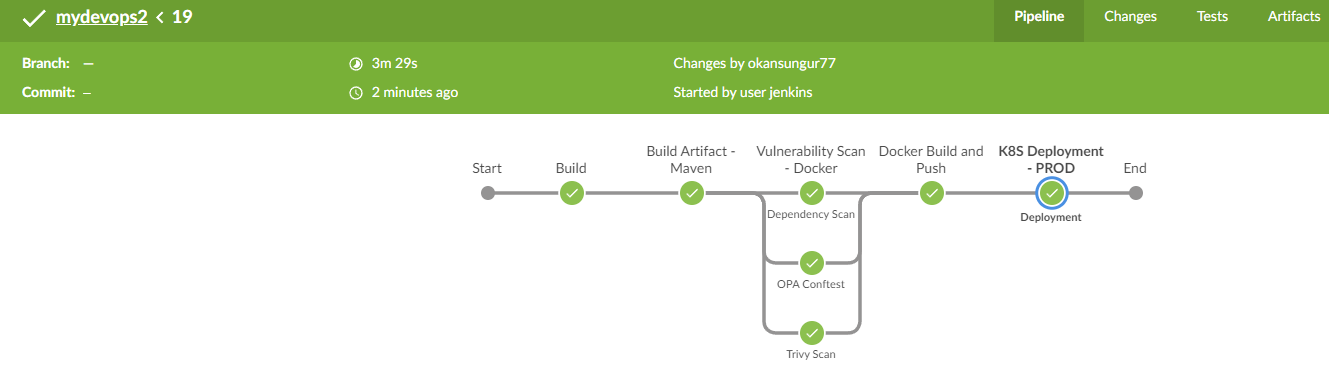 mydevops2 < 19
Pipeline Changes Tests Artifacts
Branch: —
3m 29s
Changes by okansungur77
Commit: –
2 minutes ago
Started by user jenkins
Start
Build
Build Artifact -
Maven
Vulnerability Scan
- Docker
Docker Build and
Push
K8S Deployment
- PROD
End
Dependency Scan
Deployment
OPA Conftest
Trivy Scan